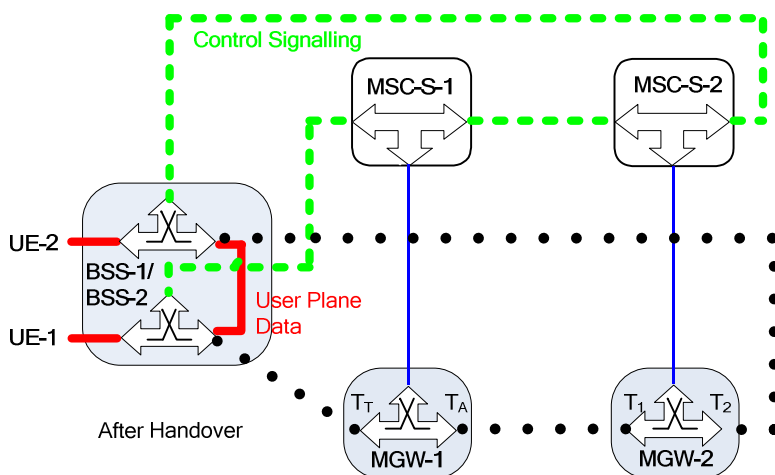 Control Signalling
MSC-S-1
MSC-S-2
UE-2
BSS-1/
BSS-2
User Plane
Data
UE-1
After Handover
TT
TA
MGW-1
T1
T2
MGW-2